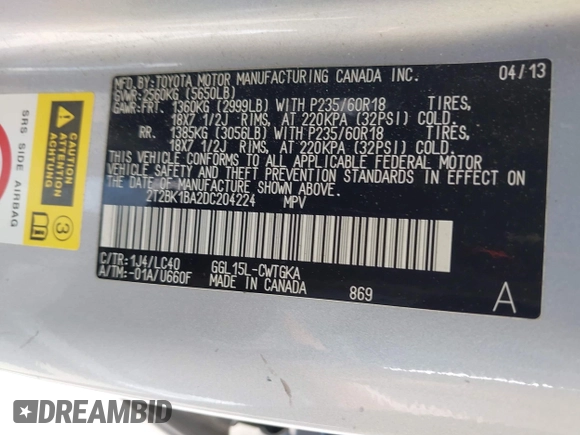 MFD.BY:TOYOTA MOTOR MANUFACTURING CANADA INC. 04/13
GVWR:2560KG (5650LB)
GAWR:FRT. 1360KG (2999LB) WITH P235/60R18 TIRES,
18X7 1/2J RIMS, AT 220KPA (32PSI) COLD.
RR. 1385KG (3056LB) WITH P235/60R18 TIRES,
18X7 1/2J RIMS, AT 220KPA (32PSI) COLD.
THIS VEHICLE CONFORMS TO ALL APPLICABLE FEDERAL MOTOR
VEHICLE SAFETY AND THEFT PREVENTION STANDARDS IN EFFECT ON
THE DATE OF MANUFACTURE SHOWN ABOVE.
2T2BK1BA2DC204224 MPV
C/TR:1J4/LC40 GGL15L-CWTGKA
A/TM:-01A/U660F MADE IN CANADA 869 A
SRS SIDE AIRBAG
CAUTION
ATTENTION
ACHTUNG
3
DREAMBID